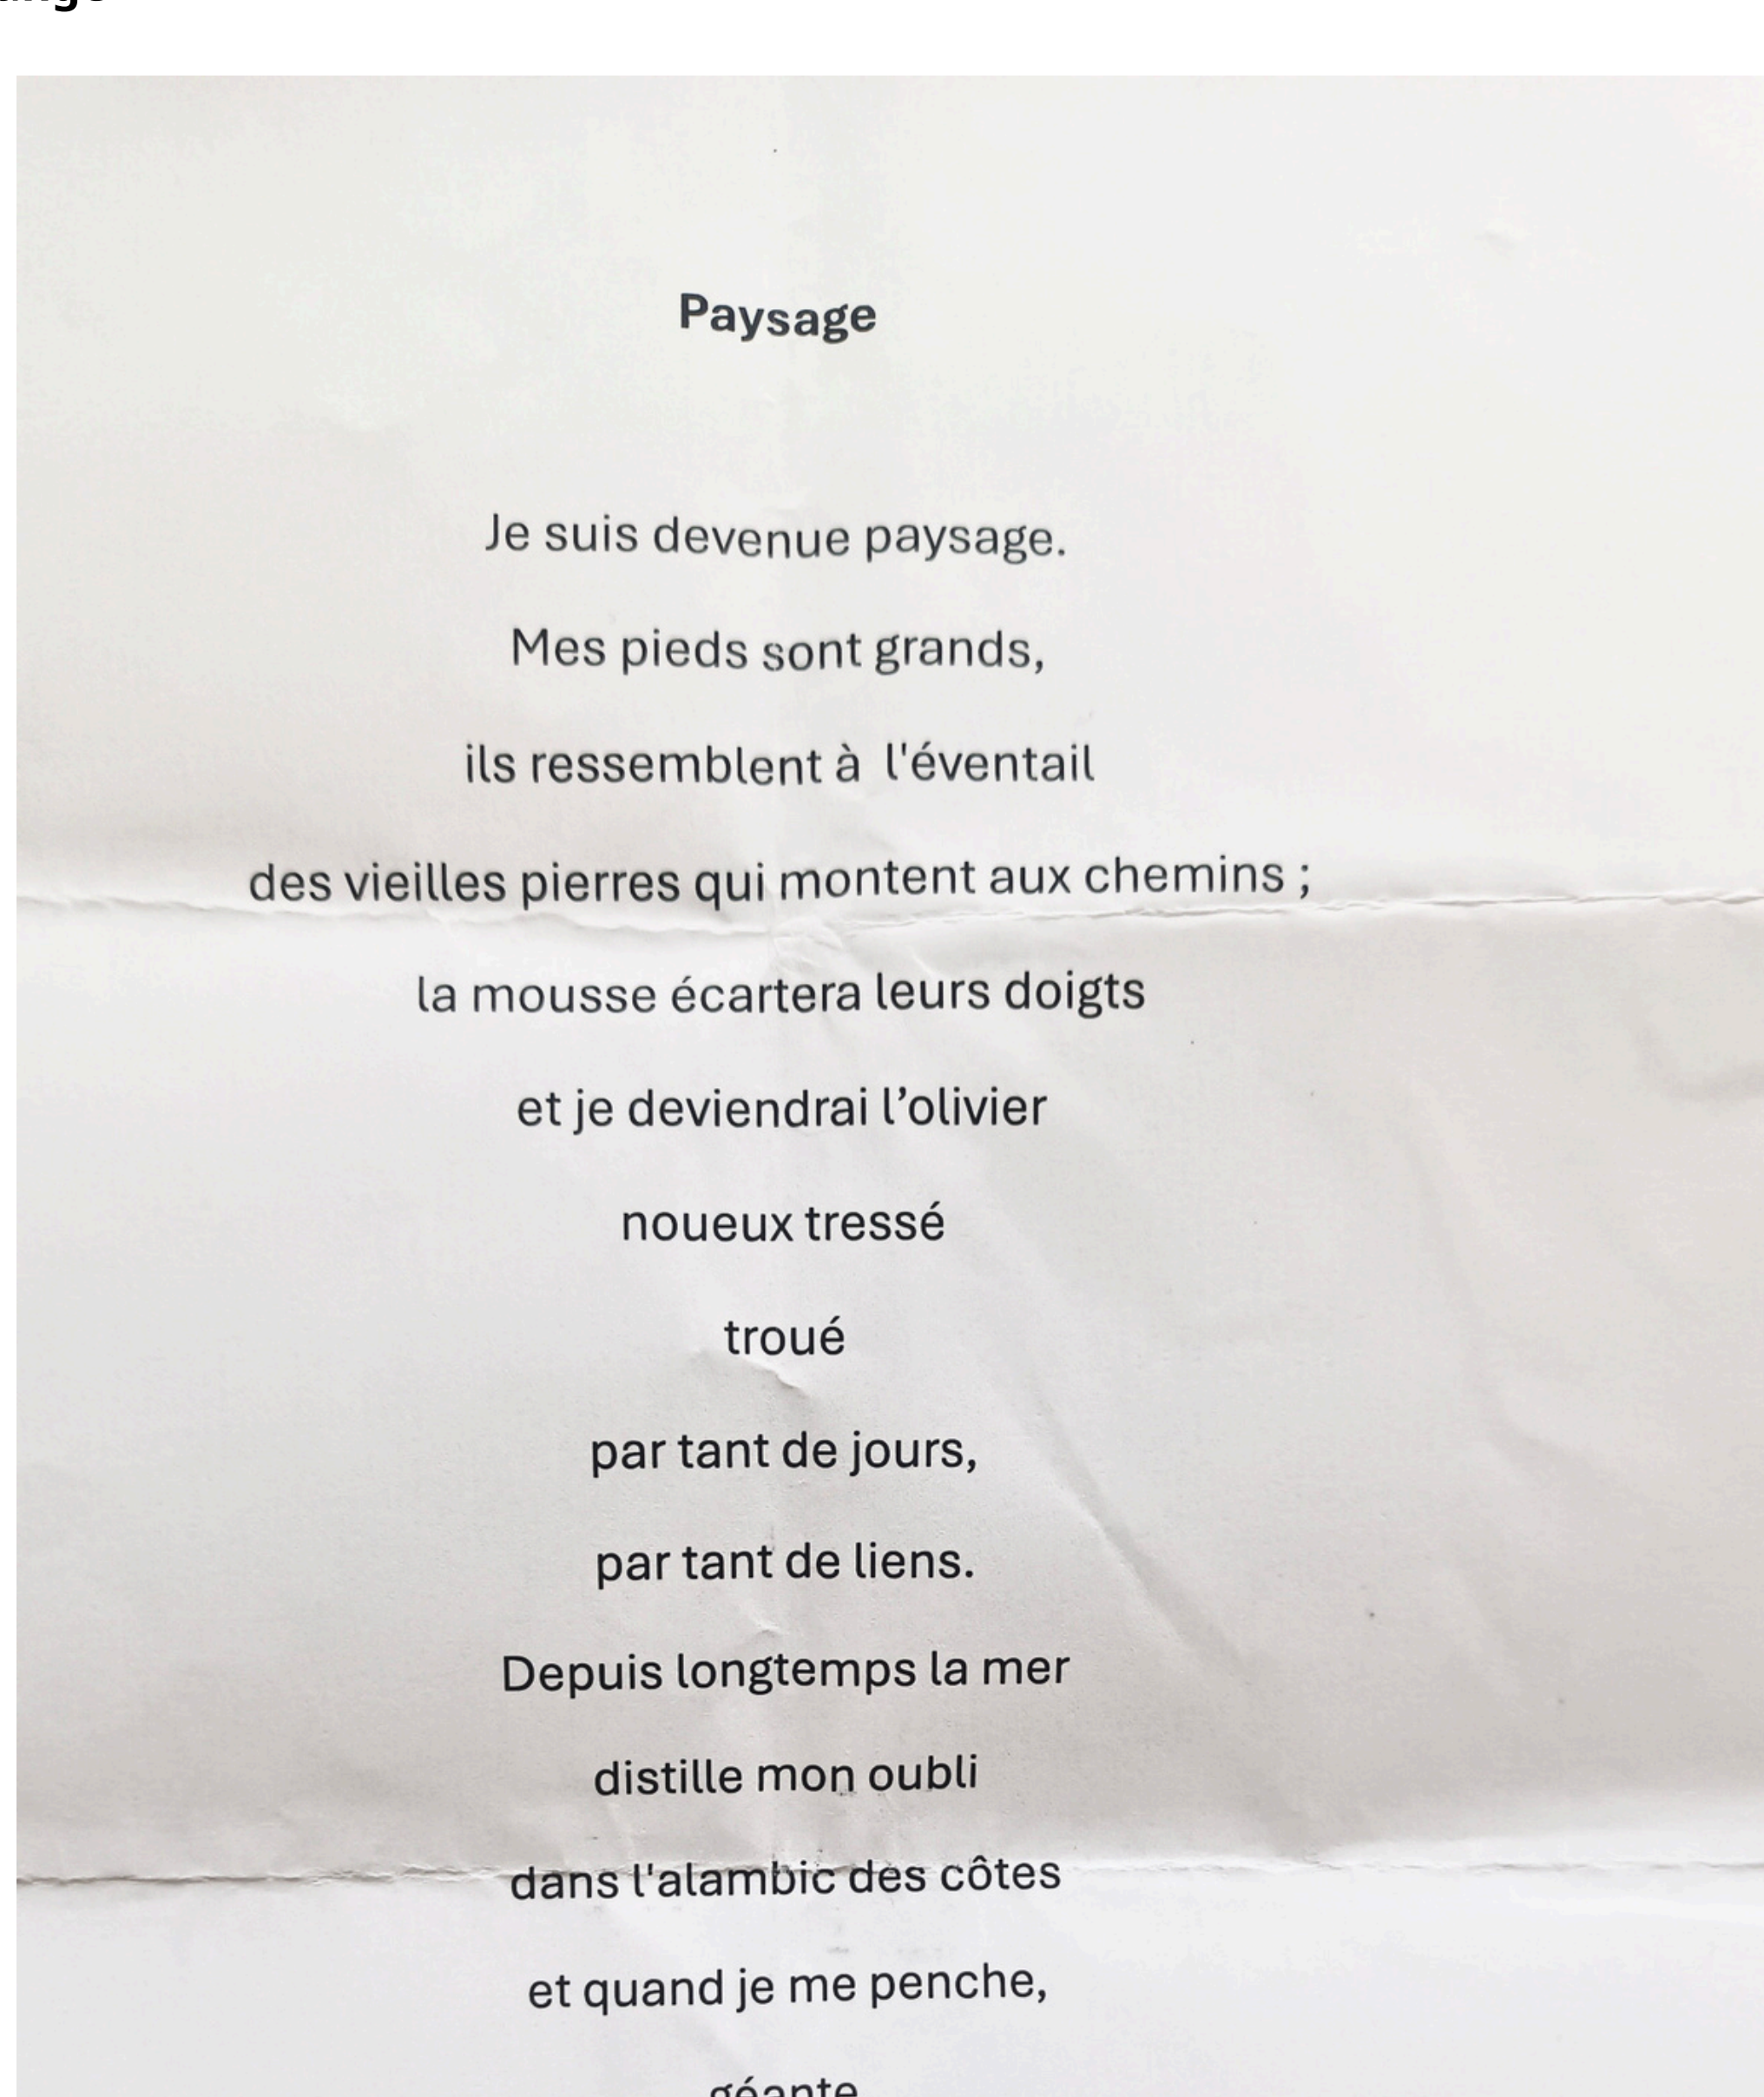 Paysage
Je suis devenue paysage.
Mes pieds sont grands,
ils ressemblent à l'éventail
des vieilles pierres qui montent aux chemins ;
la mousse écartera leurs doigts
et je deviendrai l’olivier
noueux tressé
troué
par tant de jours,
par tant de liens.
Depuis longtemps la mer
distille mon oubli
dans l'alambic des côtes
et quand je me penche,
géante